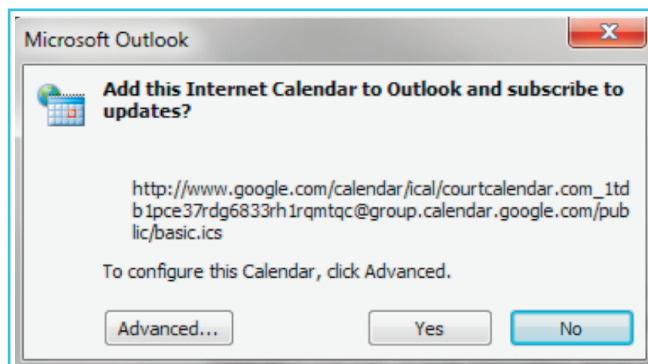 Microsoft Outlook
Add this Internet Calendar to Outlook and subscribe to
updates?
http://www.google.com/calendar/ical/courtcalendar.com_1td
b1pce37rdg6833rh1rqmtqc@group.calendar.google.com/pub
lic/basic.ics
To configure this Calendar, click Advanced.
Advanced... Yes No